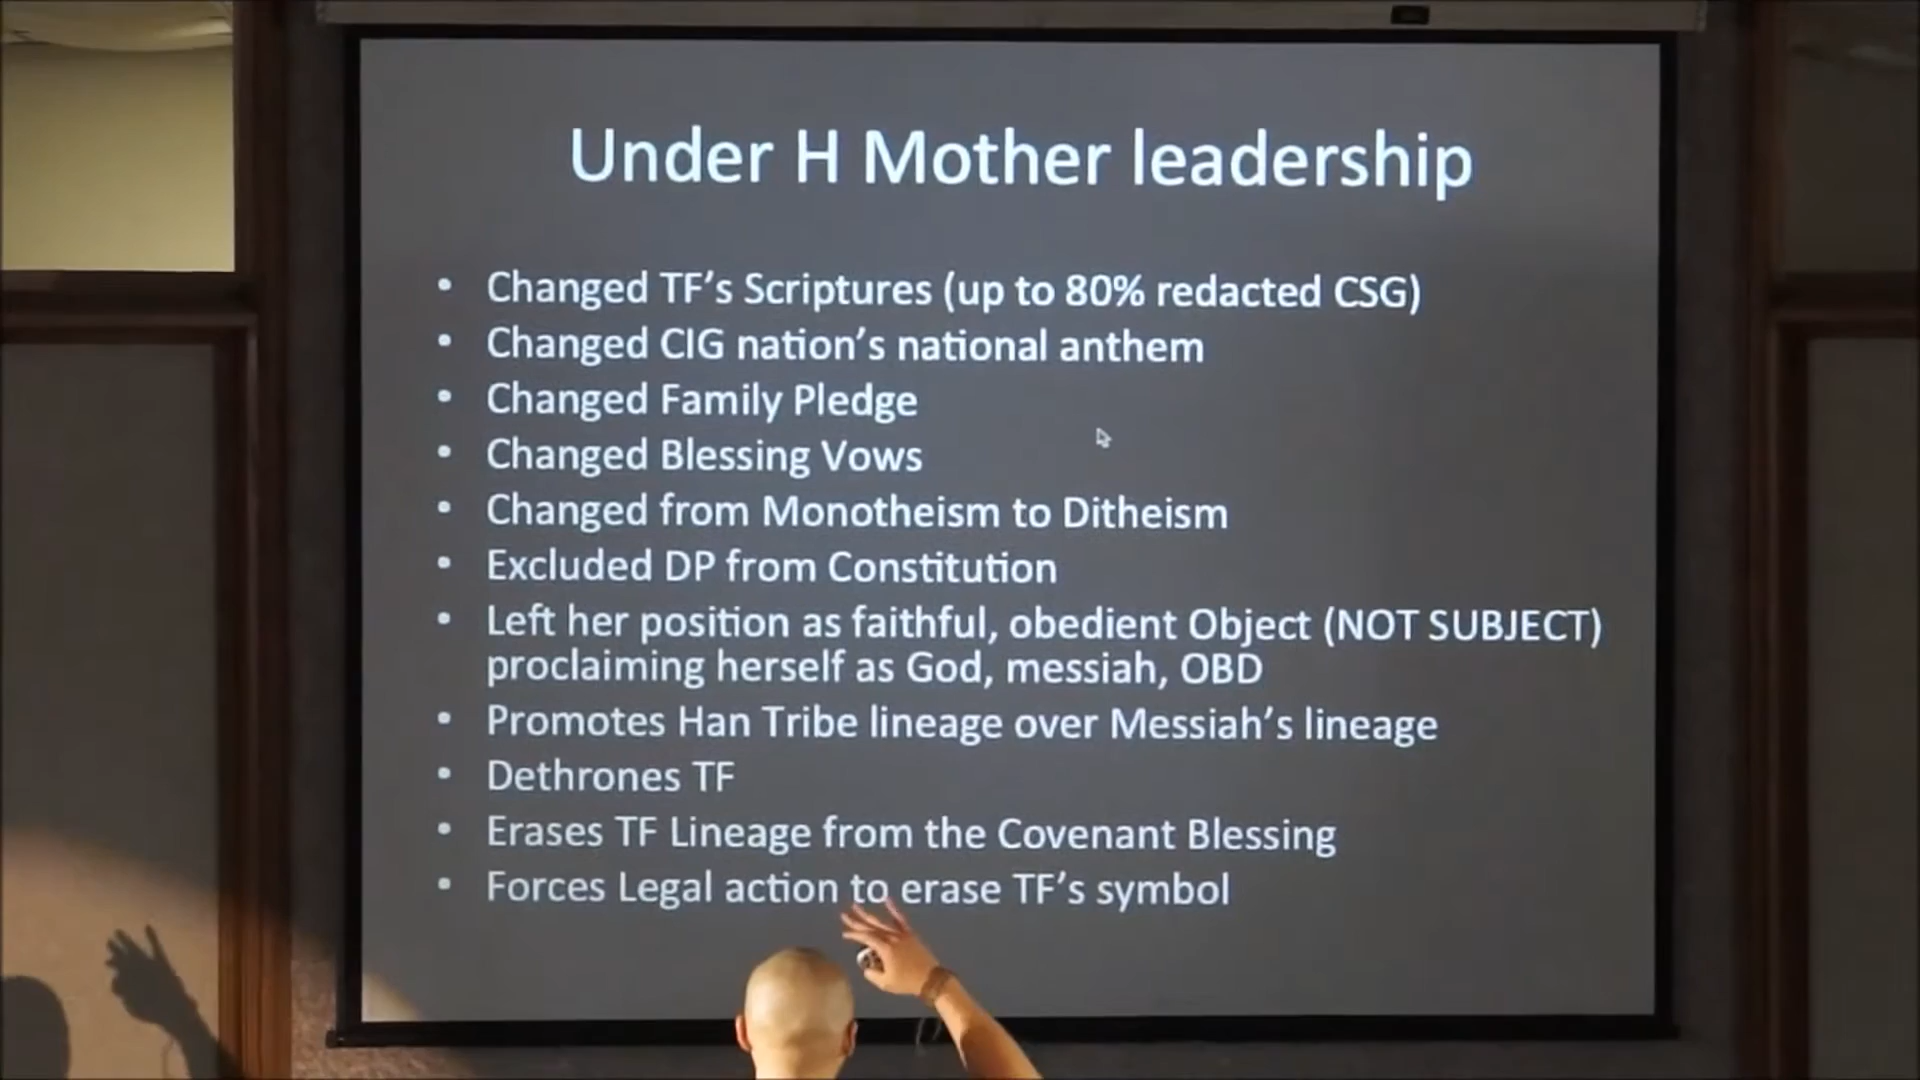 Under H Mother leadership
• Changed TF's Scriptures (up to 80% redacted CSG)
• Changed CIG nation's national anthem
• Changed Family Pledge
• Changed Blessing Vows
• Changed from Monotheism to Ditheism
• Excluded DP from Constitution
• Left her position as faithful, obedient Object (NOT SUBJECT)
proclaiming herself as God, messiah, OBD
• Promotes Han Tribe lineage over Messiah's lineage
• Dethrones TF
• Erases TF Lineage from the Covenant Blessing
• Forces Legal action to erase TF's symbol